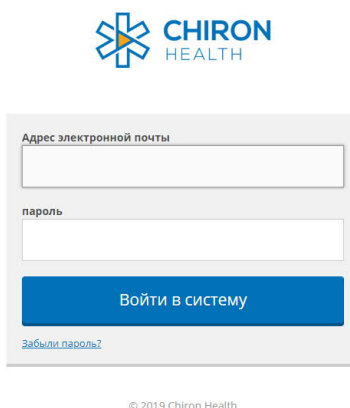 CHIRON
HEALTH
Адрес электронной почты
пароль
Войти в систему
Забыли пароль?
© 2019 Chiron Health